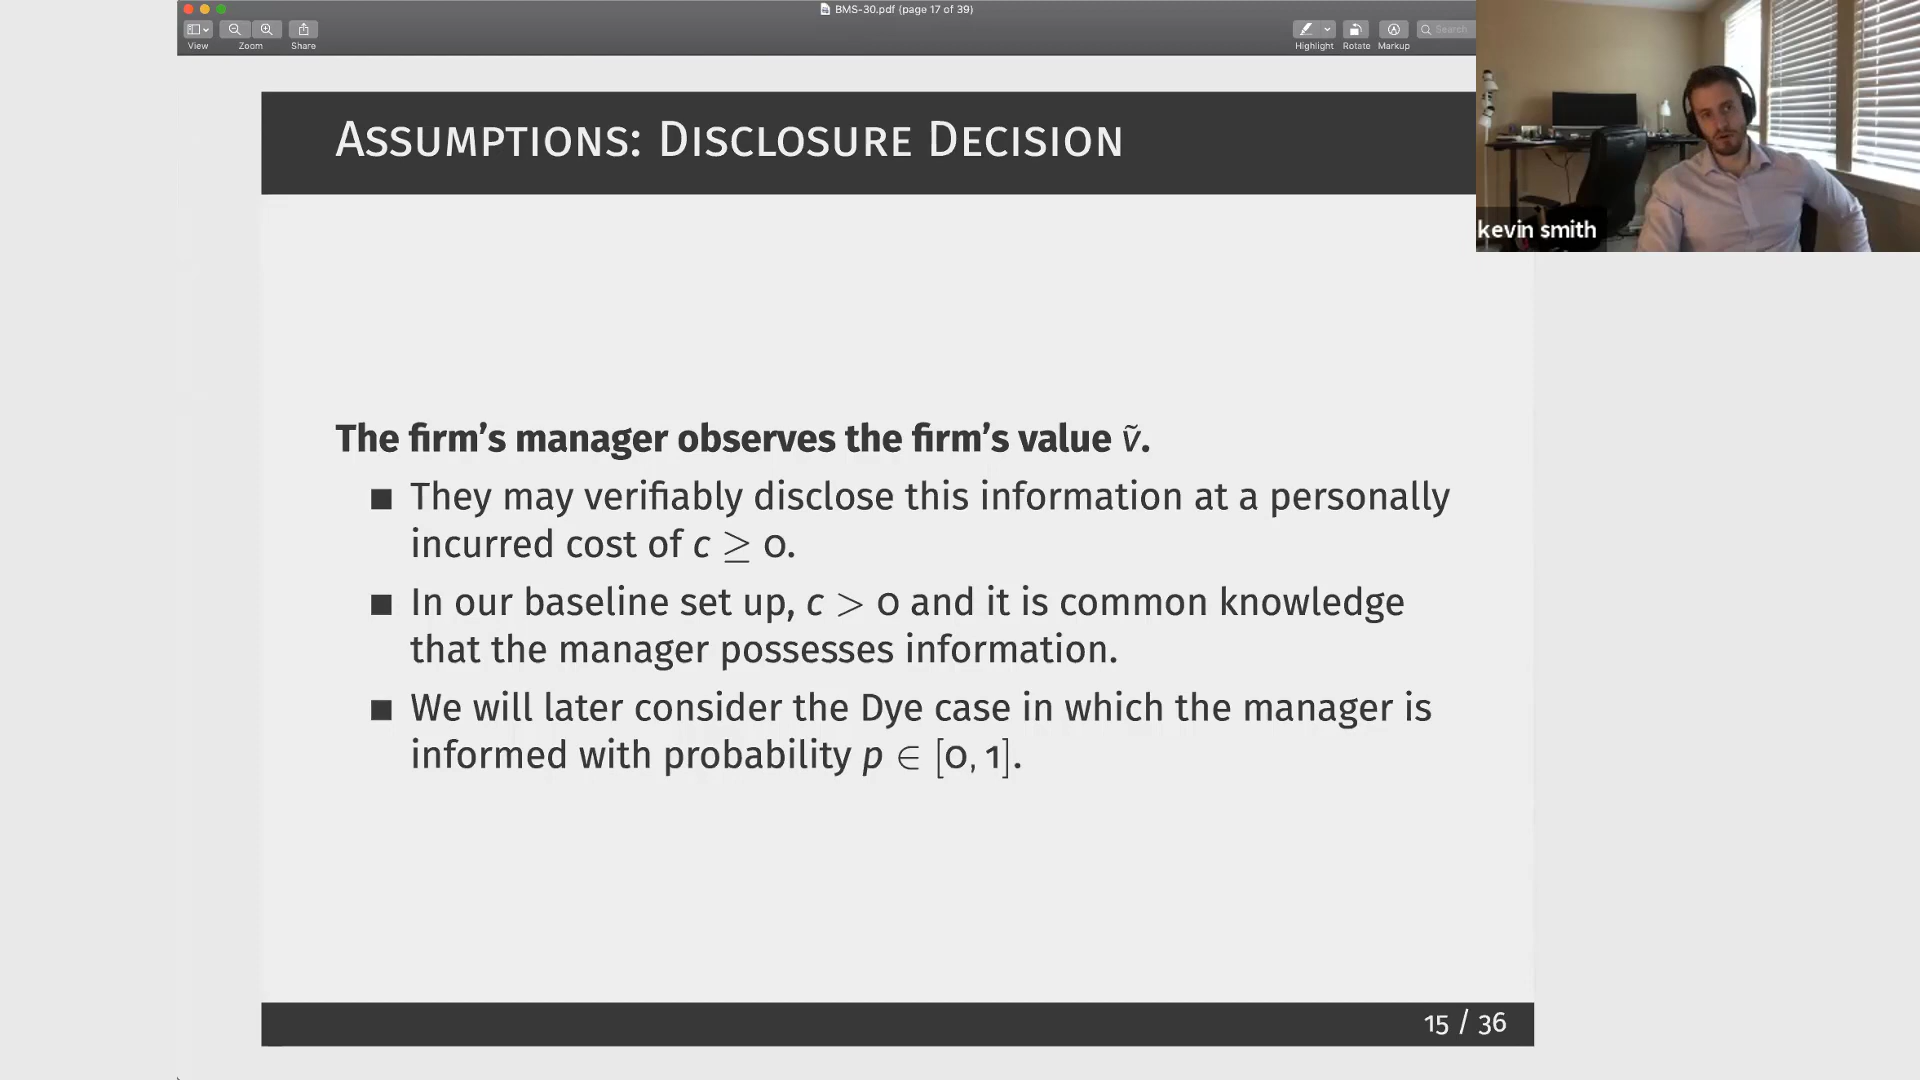 BMS-30.pdf (page 17 of 39)
View Zoom Share Highlight Rotate Markup Search
ASSUMPTIONS: DISCLOSURE DECISION
kevin smith
The firm's manager observes the firm's value ṽ.
■ They may verifiably disclose this information at a personally
incurred cost of c ≥ 0.
■ In our baseline set up, c > 0 and it is common knowledge
that the manager possesses information.
■ We will later consider the Dye case in which the manager is
informed with probability p ∈ [0, 1].
15 / 36